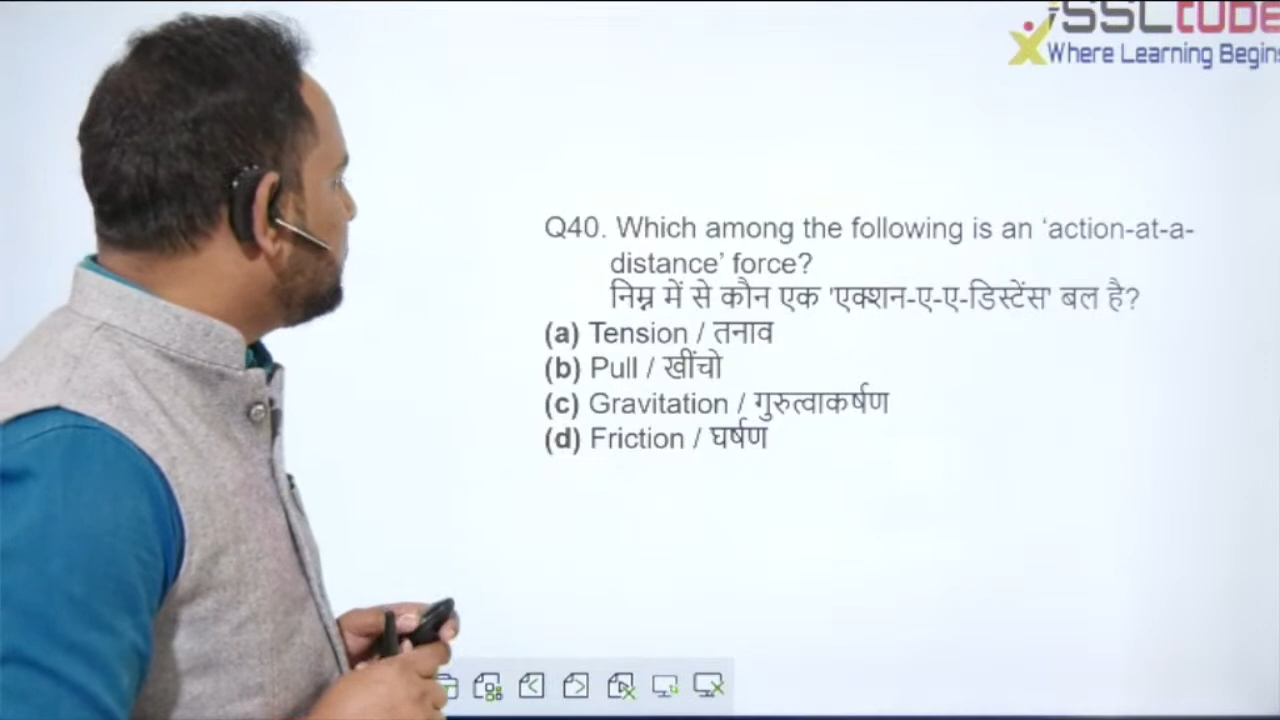 iSSLtube
Where Learning Begins
Q40. Which among the following is an ‘action-at-a-
distance’ force?
निम्न में से कौन एक 'एक्शन-ए-ए-डिस्टेंस' बल है?
(a) Tension / तनाव
(b) Pull / खींचो
(c) Gravitation / गुरुत्वाकर्षण
(d) Friction / घर्षण